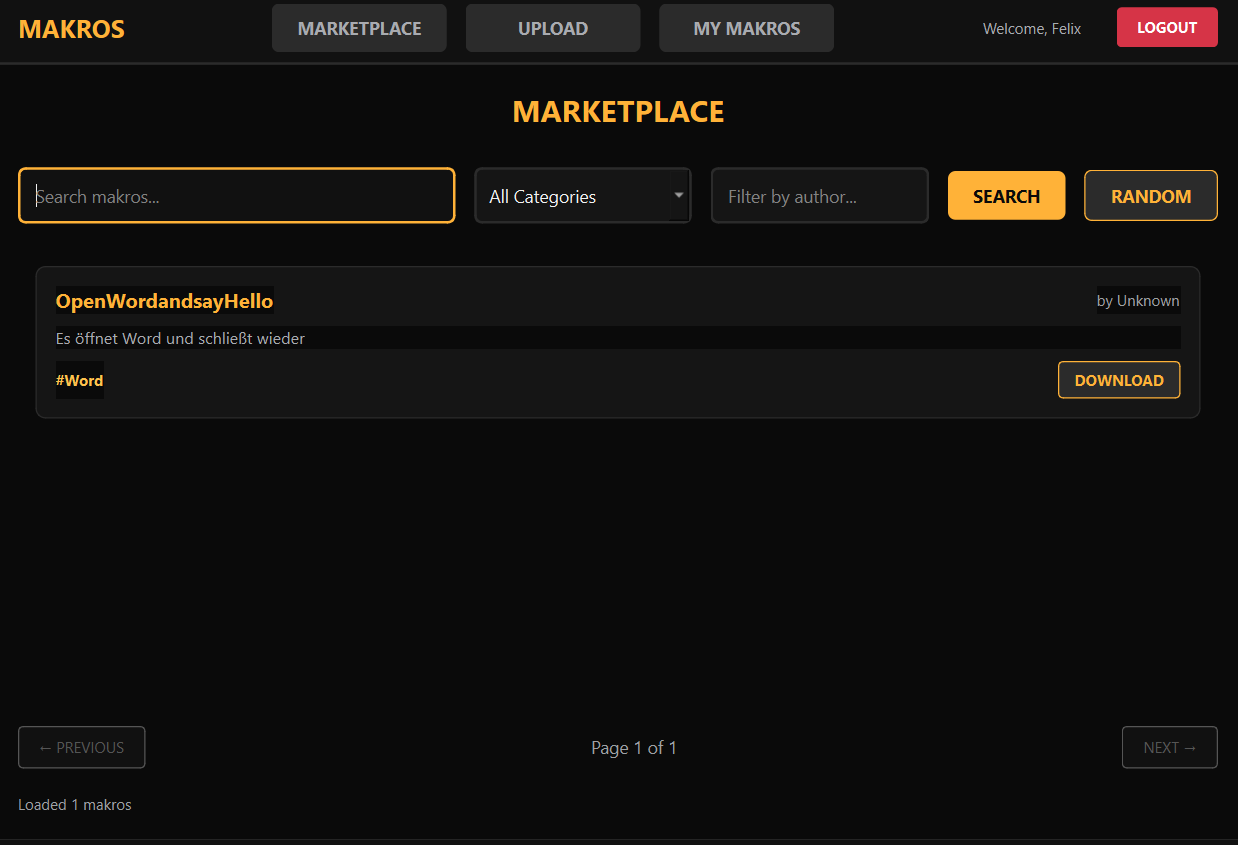 MAKROS MARKETPLACE UPLOAD MY MAKROS Welcome, Felix LOGOUT
MARKETPLACE
Search makros... All Categories Filter by author... SEARCH RANDOM
OpenWordandsayHello by Unknown
Es öffnet Word und schließt wieder
#Word DOWNLOAD
← PREVIOUS Page 1 of 1 NEXT →
Loaded 1 makros